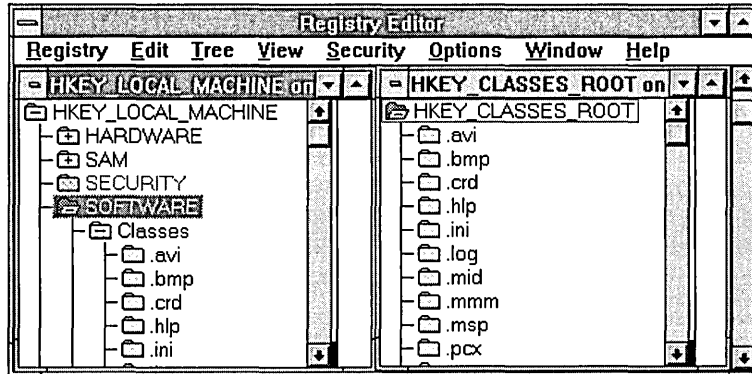 Registry Editor
Registry Edit Tree View Security Options Window Help
HKEY_LOCAL_MACHINE on
HKEY_LOCAL_MACHINE
HARDWARE
SAM
SECURITY
SOFTWARE
Classes
.avi
.bmp
.crd
.hlp
.ini
HKEY_CLASSES_ROOT on
HKEY_CLASSES_ROOT
.avi
.bmp
.crd
.hlp
.ini
.log
.mid
.mmm
.msp
.pcx